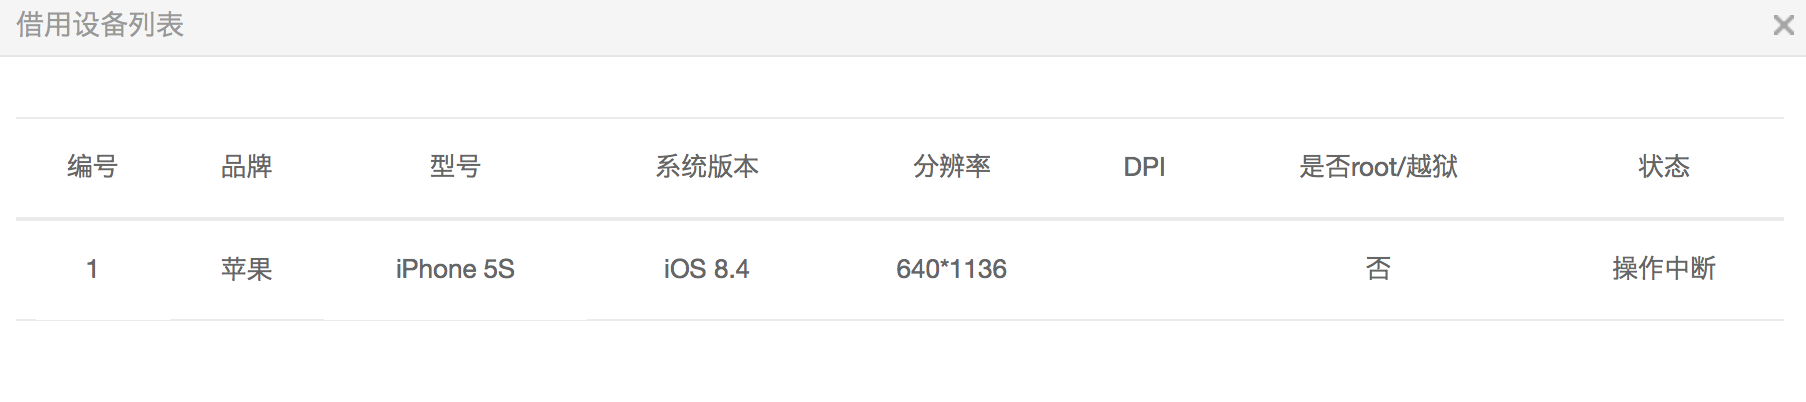 借用设备列表
编号 品牌 型号 系统版本 分辨率 DPI 是否root/越狱 状态
1 苹果 iPhone 5S iOS 8.4 640*1136 否 操作中断